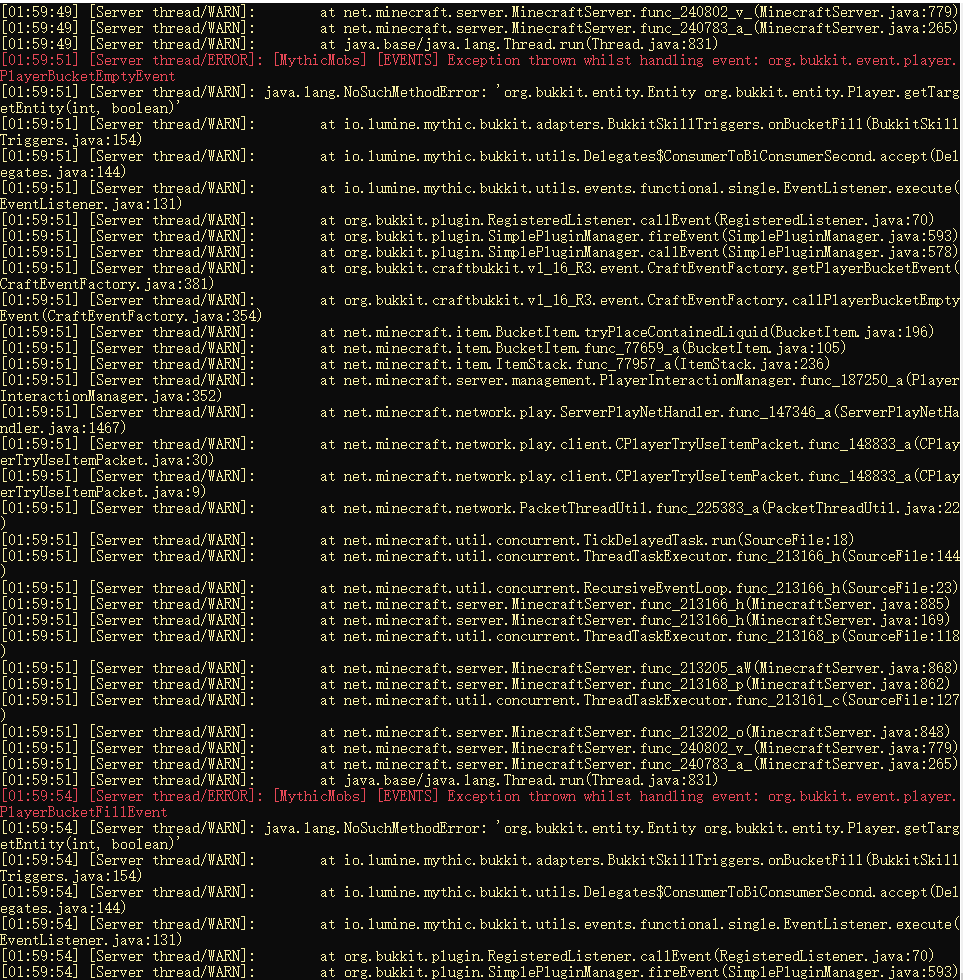 [01:59:49] [Server thread/WARN]:        at net.minecraft.server.MinecraftServer.func_240802_v_(MinecraftServer.java:779)
[01:59:49] [Server thread/WARN]:        at net.minecraft.server.MinecraftServer.func_240783_a_(MinecraftServer.java:265)
[01:59:49] [Server thread/WARN]:        at java.base/java.lang.Thread.run(Thread.java:831)
[01:59:51] [Server thread/ERROR]: [MythicMobs] [EVENTS] Exception thrown whilst handling event: org.bukkit.event.player.
PlayerBucketEmptyEvent
[01:59:51] [Server thread/WARN]: java.lang.NoSuchMethodError: 'org.bukkit.entity.Entity org.bukkit.entity.Player.getTarg
etEntity(int, boolean)'
[01:59:51] [Server thread/WARN]:        at io.lumine.mythic.bukkit.adapters.BukkitSkillTriggers.onBucketFill(BukkitSkill
Triggers.java:154)
[01:59:51] [Server thread/WARN]:        at io.lumine.mythic.bukkit.utils.Delegates$ConsumerToBiConsumerSecond.accept(Del
egates.java:144)
[01:59:51] [Server thread/WARN]:        at io.lumine.mythic.bukkit.utils.events.functional.single.EventListener.execute(
EventListener.java:131)
[01:59:51] [Server thread/WARN]:        at org.bukkit.plugin.RegisteredListener.callEvent(RegisteredListener.java:70)
[01:59:51] [Server thread/WARN]:        at org.bukkit.plugin.SimplePluginManager.fireEvent(SimplePluginManager.java:593)
[01:59:51] [Server thread/WARN]:        at org.bukkit.plugin.SimplePluginManager.callEvent(SimplePluginManager.java:578)
[01:59:51] [Server thread/WARN]:        at org.bukkit.craftbukkit.v1_16_R3.event.CraftEventFactory.getPlayerBucketEvent(
CraftEventFactory.java:381)
[01:59:51] [Server thread/WARN]:        at org.bukkit.craftbukkit.v1_16_R3.event.CraftEventFactory.callPlayerBucketEmpty
Event(CraftEventFactory.java:354)
[01:59:51] [Server thread/WARN]:        at net.minecraft.item.BucketItem.tryPlaceContainedLiquid(BucketItem.java:196)
[01:59:51] [Server thread/WARN]:        at net.minecraft.item.BucketItem.func_77659_a(BucketItem.java:105)
[01:59:51] [Server thread/WARN]:        at net.minecraft.item.ItemStack.func_77957_a(ItemStack.java:236)
[01:59:51] [Server thread/WARN]:        at net.minecraft.server.management.PlayerInteractionManager.func_187250_a(Player
InteractionManager.java:352)
[01:59:51] [Server thread/WARN]:        at net.minecraft.network.play.ServerPlayNetHandler.func_147346_a(ServerPlayNetHa
ndler.java:1467)
[01:59:51] [Server thread/WARN]:        at net.minecraft.network.play.client.CPlayerTryUseItemPacket.func_148833_a(CPlay
erTryUseItemPacket.java:30)
[01:59:51] [Server thread/WARN]:        at net.minecraft.network.play.client.CPlayerTryUseItemPacket.func_148833_a(CPlay
erTryUseItemPacket.java:9)
[01:59:51] [Server thread/WARN]:        at net.minecraft.network.PacketThreadUtil.func_225383_a(PacketThreadUtil.java:22
)
[01:59:51] [Server thread/WARN]:        at net.minecraft.util.concurrent.TickDelayedTask.run(SourceFile:18)
[01:59:51] [Server thread/WARN]:        at net.minecraft.util.concurrent.ThreadTaskExecutor.func_213166_h(SourceFile:144
)
[01:59:51] [Server thread/WARN]:        at net.minecraft.util.concurrent.RecursiveEventLoop.func_213166_h(SourceFile:23)
[01:59:51] [Server thread/WARN]:        at net.minecraft.server.MinecraftServer.func_213166_h(MinecraftServer.java:885)
[01:59:51] [Server thread/WARN]:        at net.minecraft.server.MinecraftServer.func_213166_h(MinecraftServer.java:169)
[01:59:51] [Server thread/WARN]:        at net.minecraft.util.concurrent.ThreadTaskExecutor.func_213168_p(SourceFile:118
)
[01:59:51] [Server thread/WARN]:        at net.minecraft.server.MinecraftServer.func_213205_aW(MinecraftServer.java:868)
[01:59:51] [Server thread/WARN]:        at net.minecraft.server.MinecraftServer.func_213168_p(MinecraftServer.java:862)
[01:59:51] [Server thread/WARN]:        at net.minecraft.util.concurrent.ThreadTaskExecutor.func_213161_c(SourceFile:127
)
[01:59:51] [Server thread/WARN]:        at net.minecraft.server.MinecraftServer.func_213202_o(MinecraftServer.java:848)
[01:59:51] [Server thread/WARN]:        at net.minecraft.server.MinecraftServer.func_240802_v_(MinecraftServer.java:779)
[01:59:51] [Server thread/WARN]:        at net.minecraft.server.MinecraftServer.func_240783_a_(MinecraftServer.java:265)
[01:59:51] [Server thread/WARN]:        at java.base/java.lang.Thread.run(Thread.java:831)
[01:59:54] [Server thread/ERROR]: [MythicMobs] [EVENTS] Exception thrown whilst handling event: org.bukkit.event.player.
PlayerBucketFillEvent
[01:59:54] [Server thread/WARN]: java.lang.NoSuchMethodError: 'org.bukkit.entity.Entity org.bukkit.entity.Player.getTarg
etEntity(int, boolean)'
[01:59:54] [Server thread/WARN]:        at io.lumine.mythic.bukkit.adapters.BukkitSkillTriggers.onBucketFill(BukkitSkill
Triggers.java:154)
[01:59:54] [Server thread/WARN]:        at io.lumine.mythic.bukkit.utils.Delegates$ConsumerToBiConsumerSecond.accept(Del
egates.java:144)
[01:59:54] [Server thread/WARN]:        at io.lumine.mythic.bukkit.utils.events.functional.single.EventListener.execute(
EventListener.java:131)
[01:59:54] [Server thread/WARN]:        at org.bukkit.plugin.RegisteredListener.callEvent(RegisteredListener.java:70)
[01:59:54] [Server thread/WARN]:        at org.bukkit.plugin.SimplePluginManager.fireEvent(SimplePluginManager.java:593)